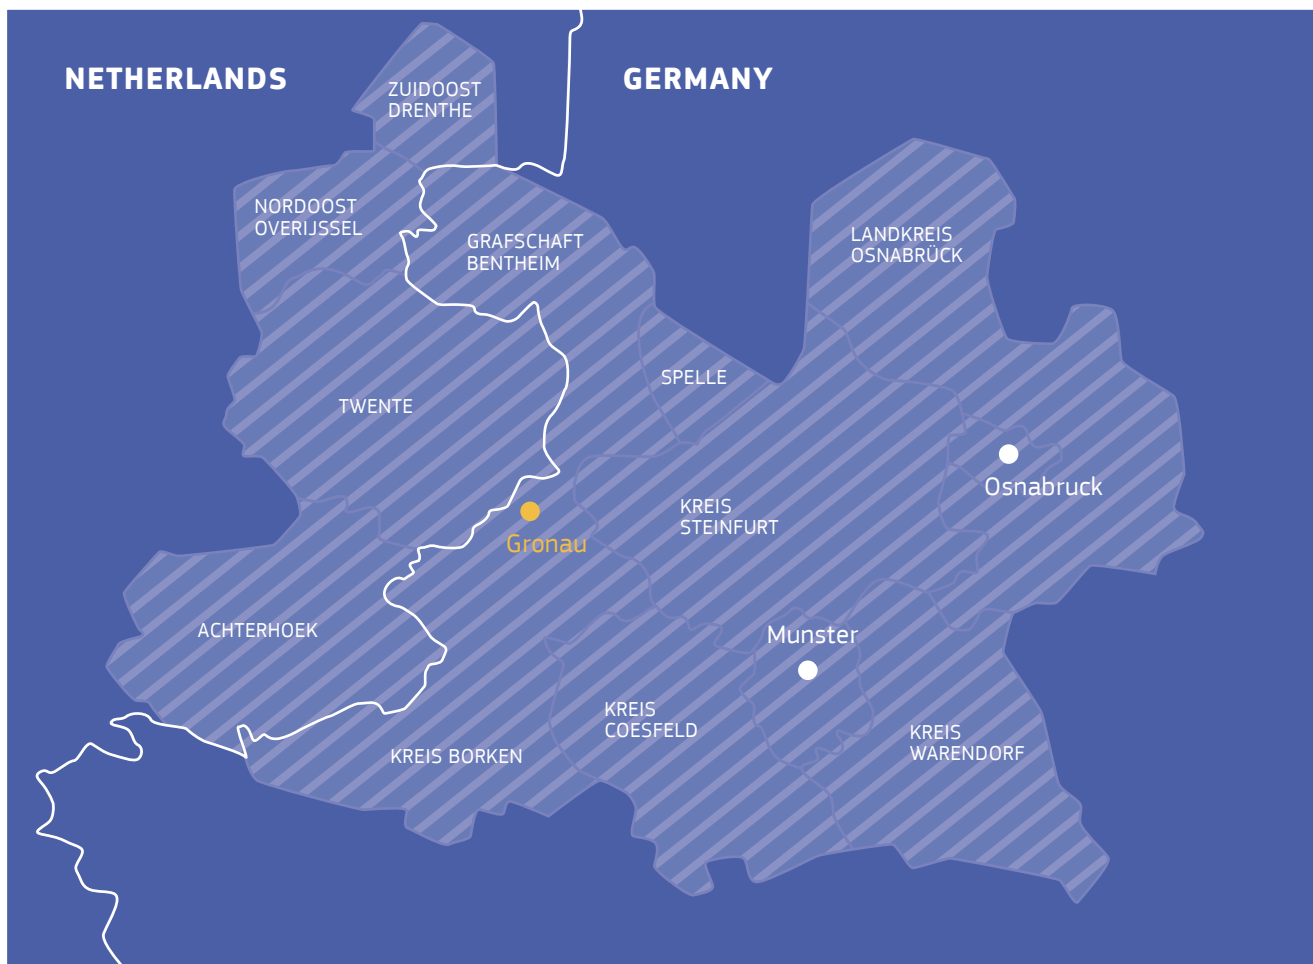 NETHERLANDS
GERMANY
ZUIDOOST
DRENTHE
NORDOOST
OVERIJSSEL
GRAFSCHAFT
BENTHEIM
LANDKREIS
OSNABRÜCK
SPELLE
TWENTE
Osnabruck
KREIS
STEINFURT
Gronau
ACHTERHOEK
Munster
KREIS
COESFELD
KREIS
WARENDORF
KREIS BORKEN